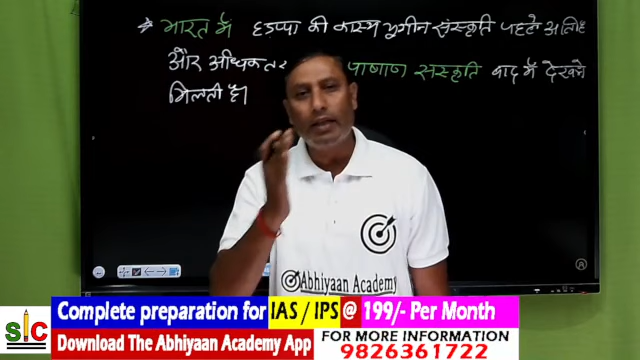 → भारत में हडप्पा की कास्य युगीन संस्कृति पहले आती है
और अधिकतर पाषाण संस्कृति बाद में देखने
मिलती है।
Abhiyaan Academy
SIC
Complete preparation for IAS / IPS @ 199/- Per Month
Download The Abhiyaan Academy App
FOR MORE INFORMATION
9826361722